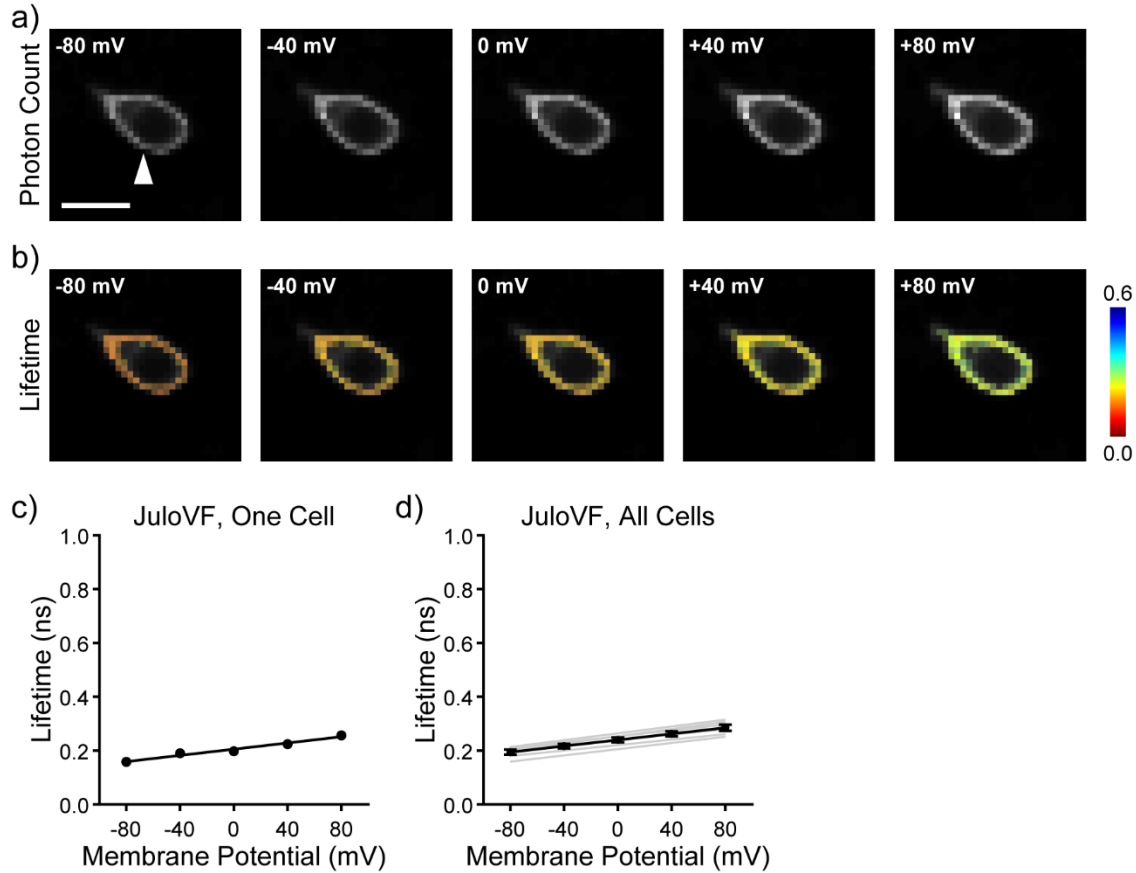 a)
Photon Count
-80 mV
-40 mV
0 mV
+40 mV
+80 mV
b)
Lifetime
-80 mV
-40 mV
0 mV
+40 mV
+80 mV
0.6
0.0
c)
JuloVF, One Cell
Lifetime (ns)
1.0
0.8
0.6
0.4
0.2
0.0
-80 -40 0 40 80
Membrane Potential (mV)
d)
JuloVF, All Cells
Lifetime (ns)
1.0
0.8
0.6
0.4
0.2
0.0
-80 -40 0 40 80
Membrane Potential (mV)